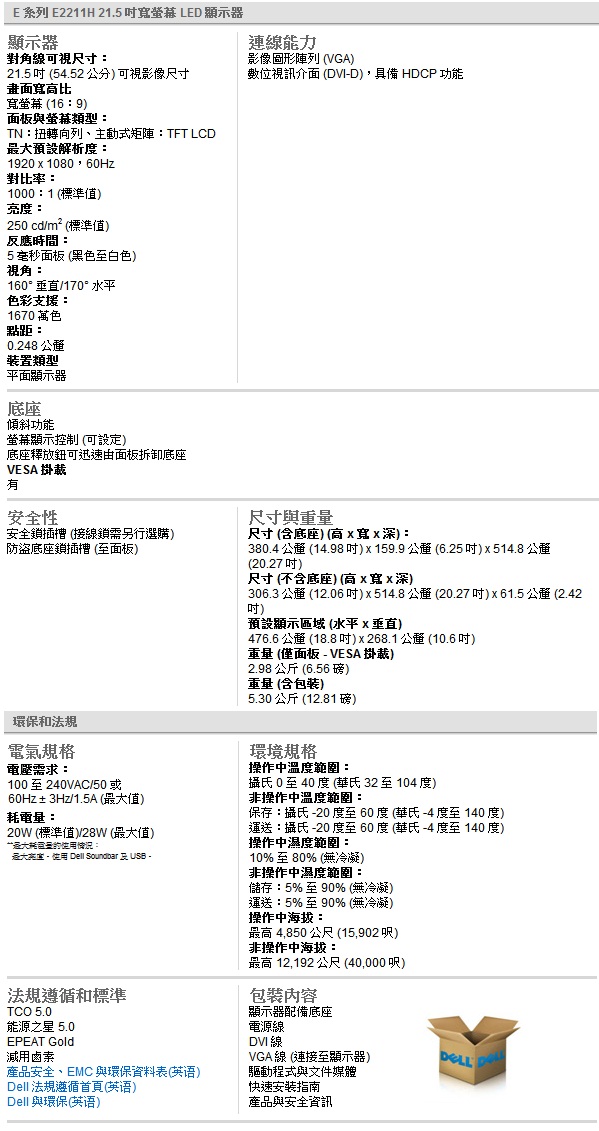 E 系列 E2211H 21.5 吋寬螢幕 LED 顯示器
顯示器
對角線可視尺寸：
21.5 吋 (54.52 公分) 可視影像尺寸
畫面寬高比
寬螢幕 (16：9)
面板與螢幕類型：
TN：扭轉向列、主動式矩陣：TFT LCD
最大預設解析度：
1920 x 1080，60Hz
對比率：
1000：1 (標準值)
亮度：
250 cd/m² (標準值)
反應時間：
5 毫秒面板 (黑色至白色)
視角：
160° 垂直/170° 水平
色彩支援：
1670 萬色
點距：
0.248 公釐
裝置類型
平面顯示器
連線能力
影像圖形陣列 (VGA)
數位視訊介面 (DVI-D)，具備 HDCP 功能
底座
傾斜功能
螢幕顯示控制 (可設定)
底座釋放鈕可迅速由面板拆卸底座
VESA 掛載
有
安全性
安全鎖插槽 (接線鎖需另行選購)
防盜底座鎖插槽 (至面板)
尺寸與重量
尺寸 (含底座) (高 x 寬 x 深)：
380.4 公釐 (14.98 吋) x 159.9 公釐 (6.25 吋) x 514.8 公釐
(20.27 吋)
尺寸 (不含底座) (高 x 寬 x 深)
306.3 公釐 (12.06 吋) x 514.8 公釐 (20.27 吋) x 61.5 公釐 (2.42
吋)
預設顯示區域 (水平 x 垂直)
476.6 公釐 (18.8 吋) x 268.1 公釐 (10.6 吋)
重量 (僅面板 - VESA 掛載)
2.98 公斤 (6.56 磅)
重量 (含包裝)
5.30 公斤 (12.81 磅)
環保和法規
電氣規格
電壓需求：
100 至 240VAC/50 或
60Hz ± 3Hz/1.5A (最大值)
耗電量：
20W (標準值)/28W (最大值)
**最大耗電量的使用情況：
最大亮度，使用 Dell Soundbar 及 USB。
環境規格
操作中溫度範圍：
攝氏 0 至 40 度 (華氏 32 至 104 度)
非操作中溫度範圍：
保存：攝氏 -20 度至 60 度 (華氏 -4 度至 140 度)
運送：攝氏 -20 度至 60 度 (華氏 -4 度至 140 度)
操作中濕度範圍：
10% 至 80% (無冷凝)
非操作中濕度範圍：
儲存：5% 至 90% (無冷凝)
運送：5% 至 90% (無冷凝)
操作中海拔：
最高 4,850 公尺 (15,902 呎)
非操作中海拔：
最高 12,192 公尺 (40,000 呎)
法規遵循和標準
TCO 5.0
能源之星 5.0
EPEAT Gold
減用鹵素
產品安全、EMC 與環保資料表(英语)
Dell 法規遵循首頁(英语)
Dell 與環保(英语)
包裝內容
顯示器配備底座
電源線
DVI 線
VGA 線 (連接至顯示器)
驅動程式與文件媒體
快速安裝指南
產品與安全資訊
DELL DELL